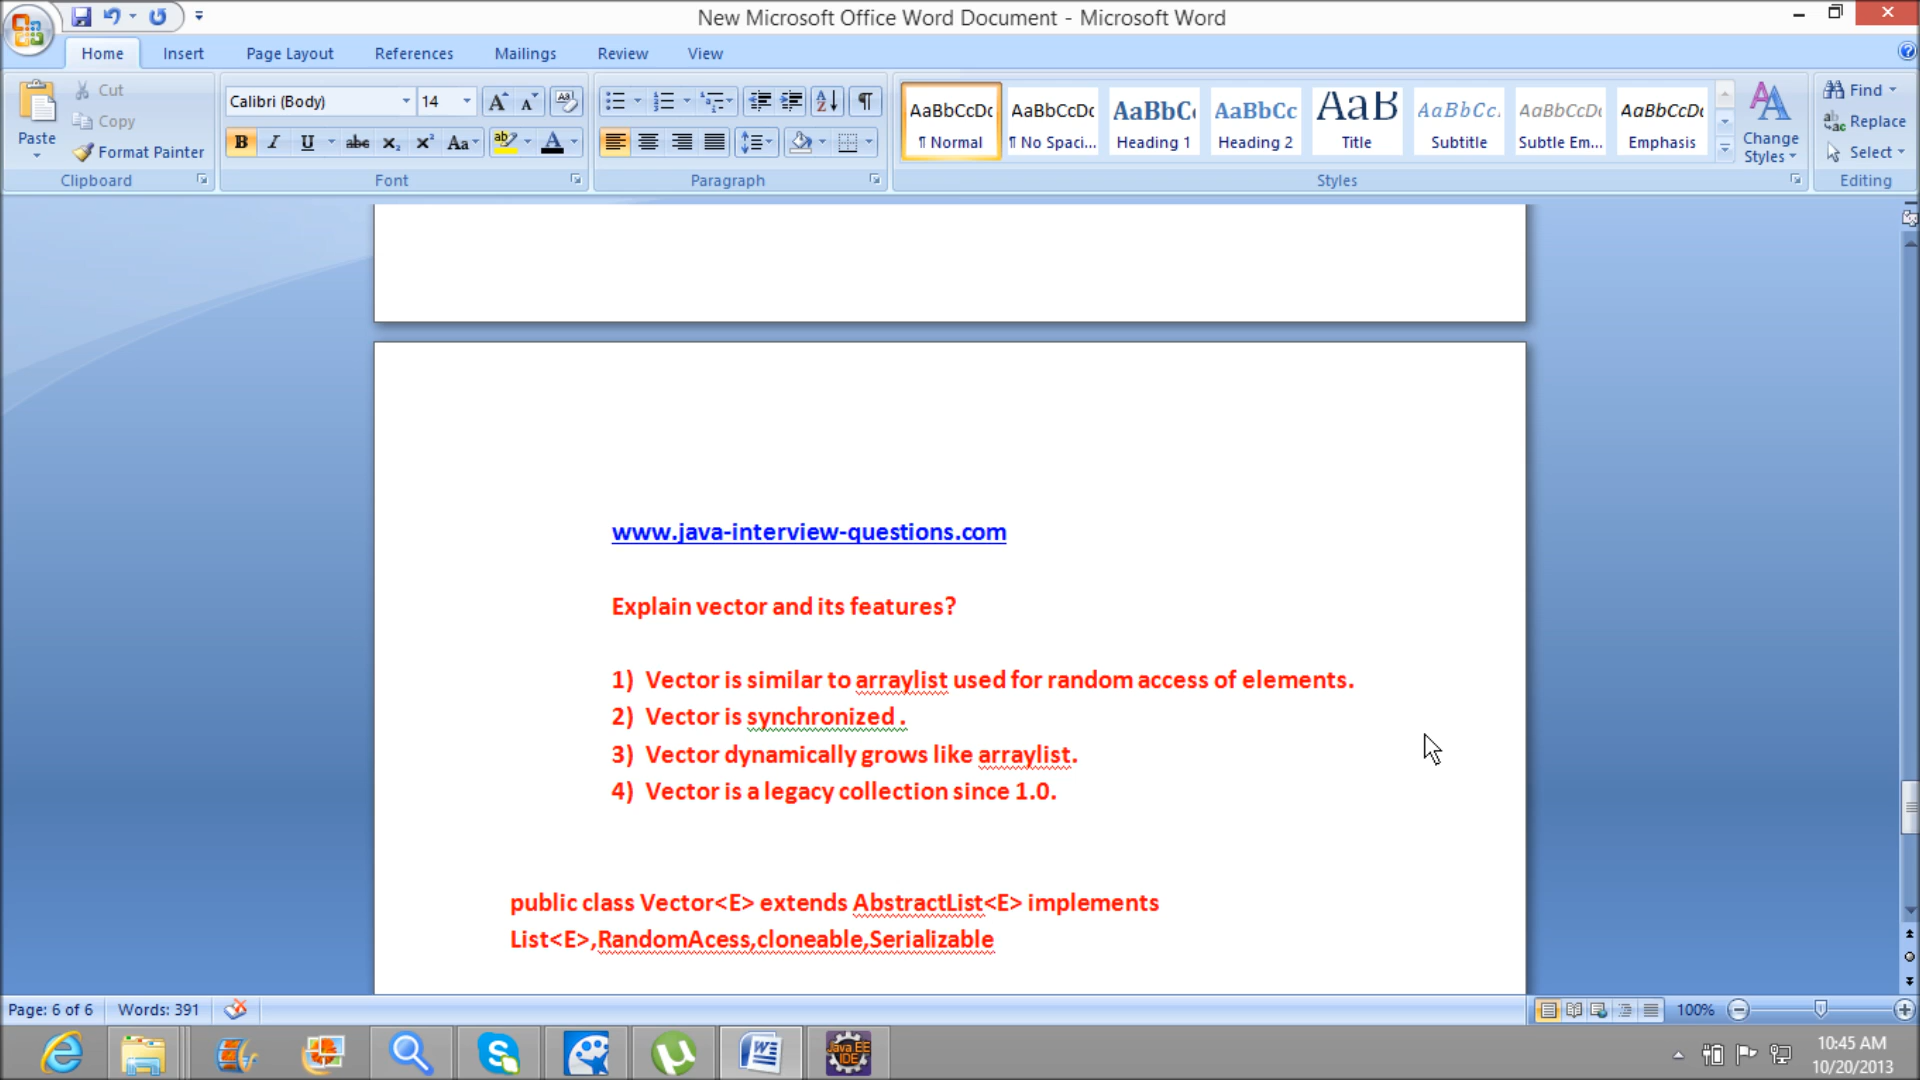 New Microsoft Office Word Document - Microsoft Word
Home Insert Page Layout References Mailings Review View
Paste
Cut
Copy
Format Painter
Clipboard
Calibri (Body) 14
Font
Paragraph
AaBbCcDc AaBbCcDc AaBbC AaBbCc AaB AaBbCc. AaBbCcDc AaBbCcDc
¶ Normal ¶ No Spaci... Heading 1 Heading 2 Title Subtitle Subtle Em... Emphasis
Change Styles
Styles
Find
Replace
Select
Editing
www.java-interview-questions.com
Explain vector and its features?
1) Vector is similar to arraylist used for random access of elements.
2) Vector is synchronized .
3) Vector dynamically grows like arraylist.
4) Vector is a legacy collection since 1.0.
public class Vector<E> extends AbstractList<E> implements
List<E>,RandomAcess,cloneable,Serializable
Page: 6 of 6 Words: 391 100%
Java EE
IDE
10:45 AM
10/20/2013